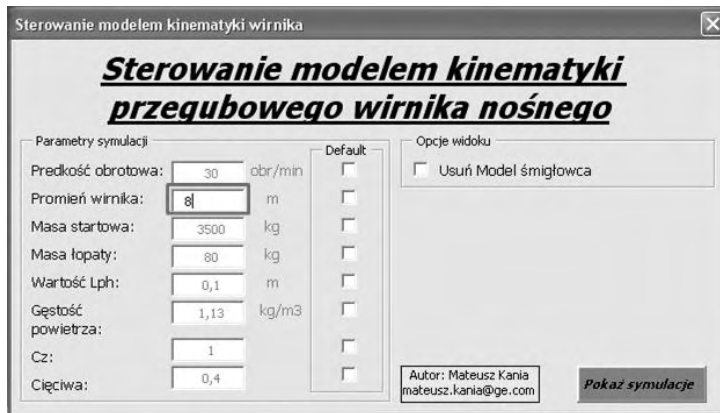 Sterowanie modelem kinematyki wirnika
Sterowanie modelem kinematyki
przegubowego wirnika nośnego
Parametry symulacji
Default
Predkość obrotowa: 30 obr/min
Promień wirnika: 8 m
Masa startowa: 3500 kg
Masa łopaty: 80 kg
Wartość Lph: 0,1 m
Gęstość
powietrza: 1,13 kg/m3
Cz: 1
Cięciwa: 0,4
Opcje widoku
Usuń Model śmigłowca
Autor: Mateusz Kania
mateusz.kania@ge.com
Pokaż symulacje